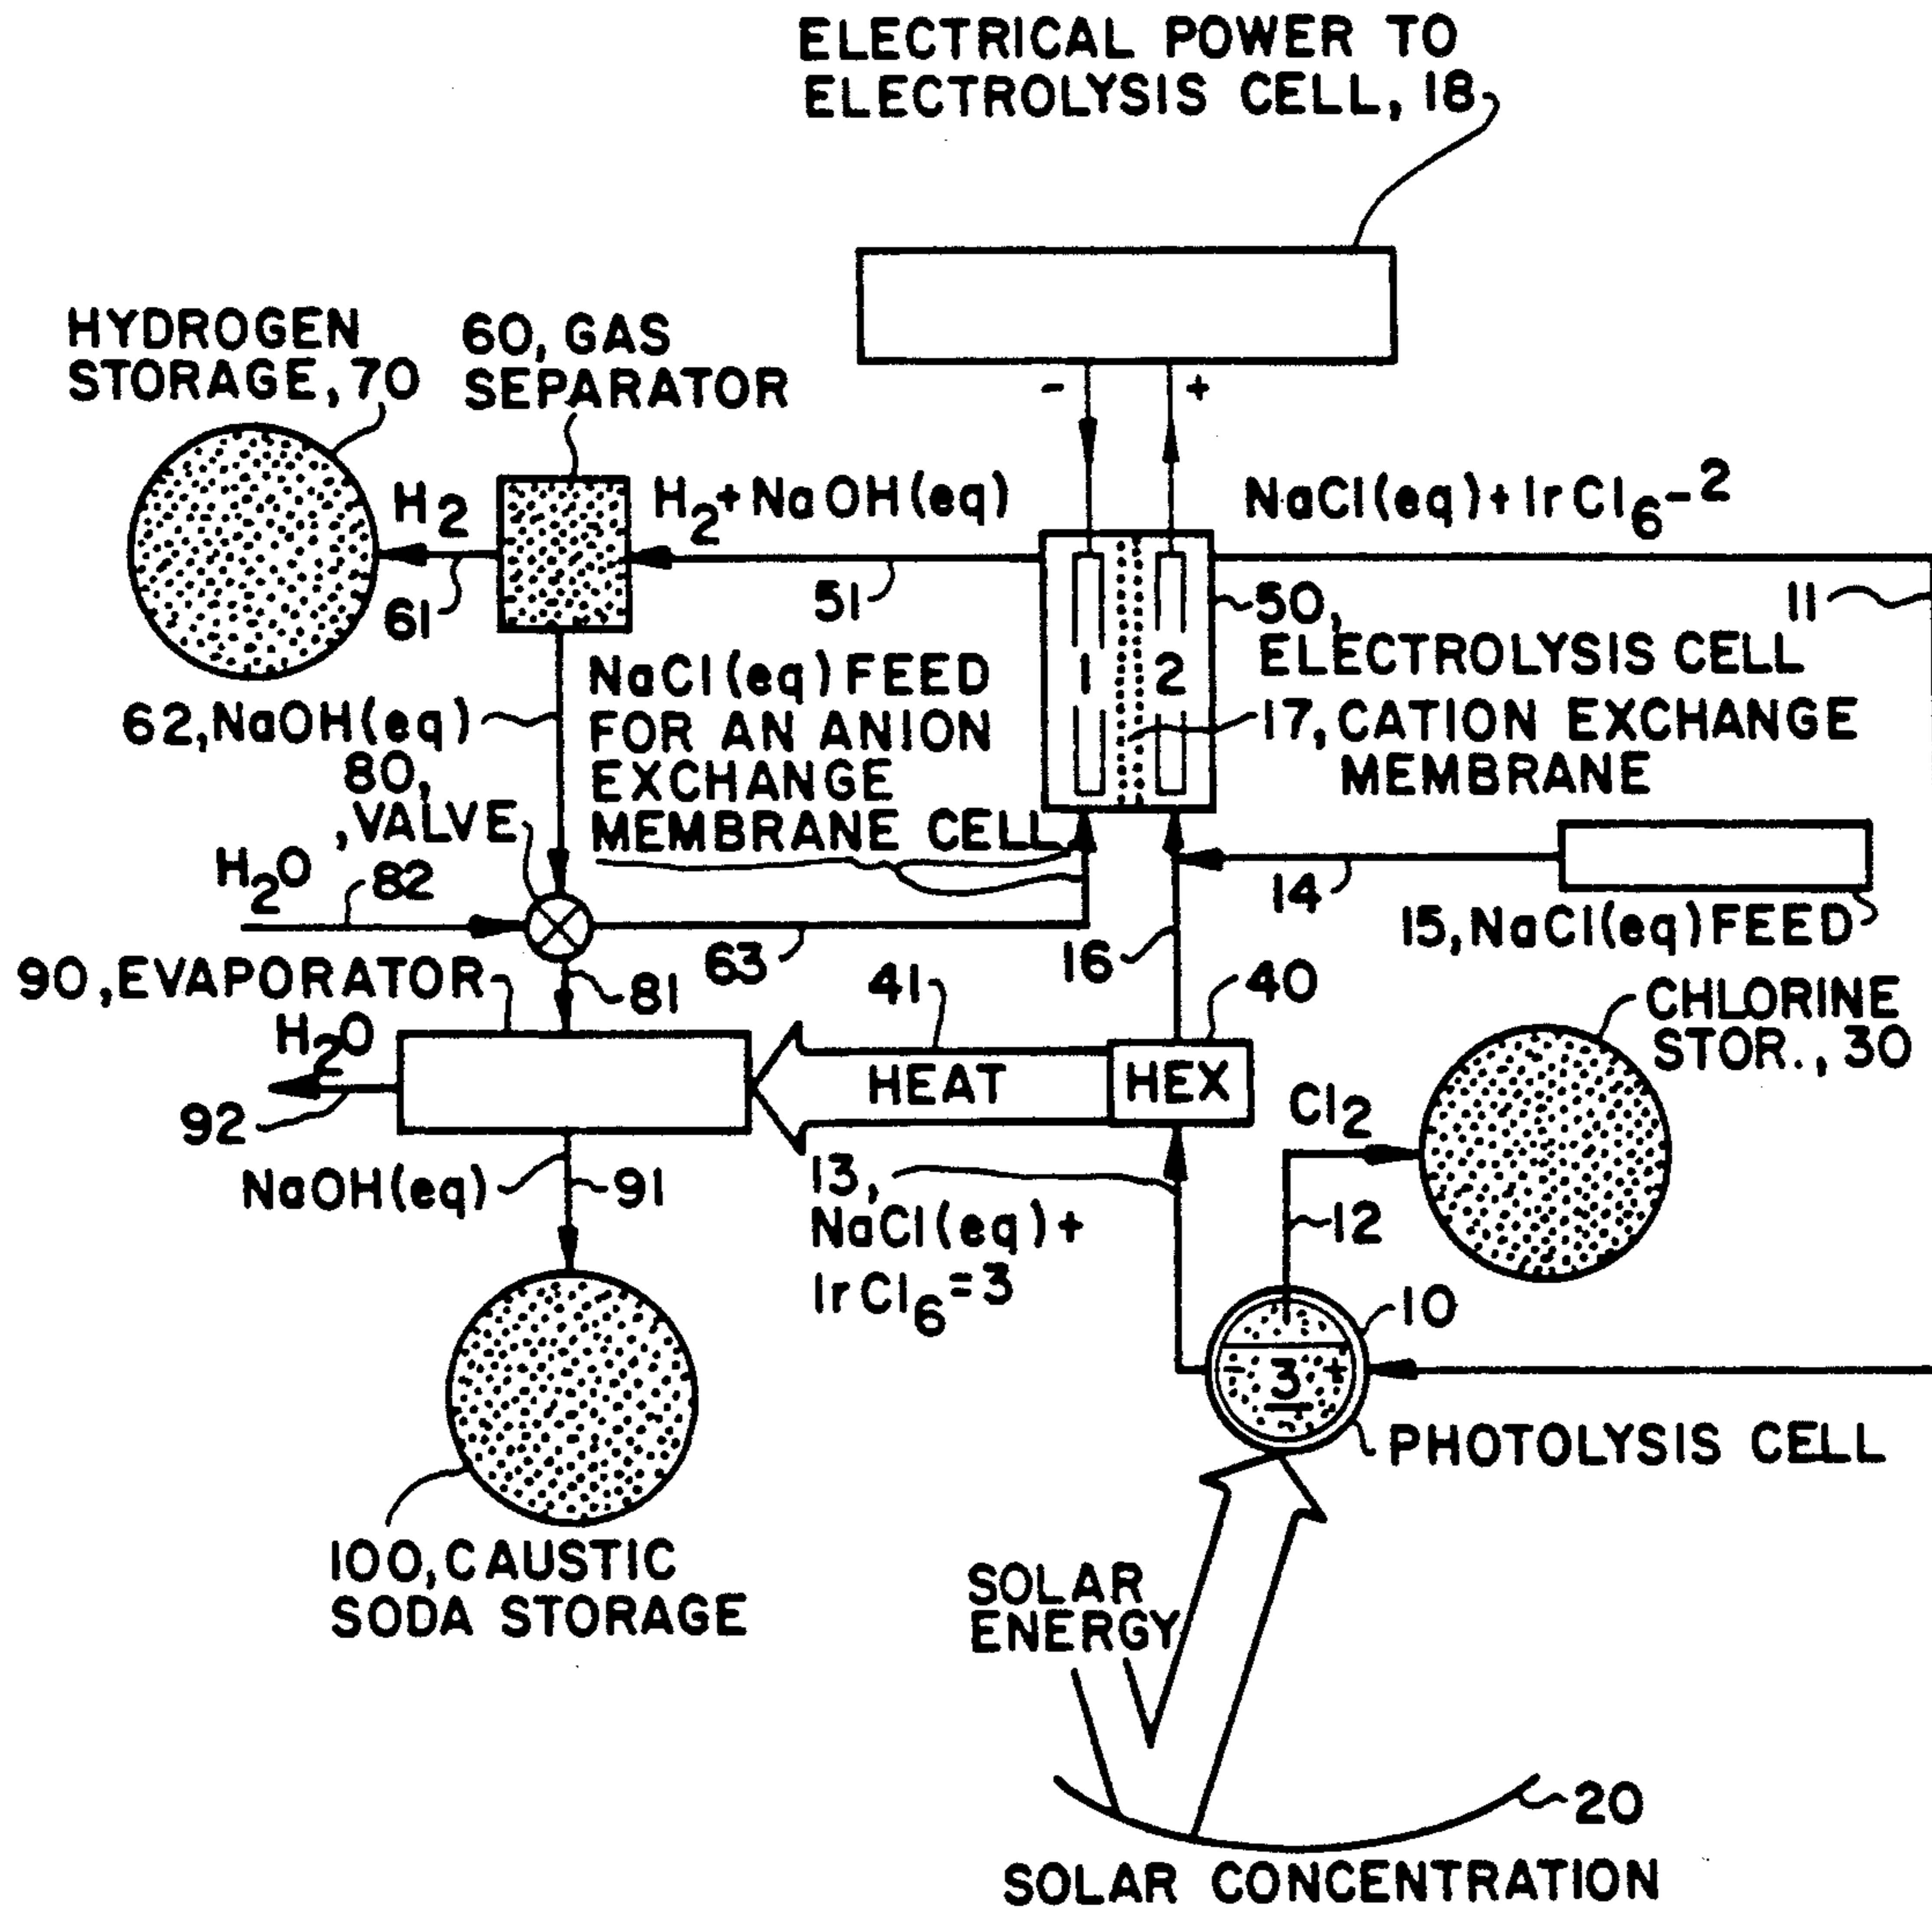 ELECTRICAL POWER TO
ELECTROLYSIS CELL, 18
HYDROGEN
STORAGE, 70
60, GAS
SEPARATOR
- +
H2
H2+NaOH(eq)
NaCl(eq)+IrCl6-2
61
51
50,
ELECTROLYSIS CELL
11
1 2
17, CATION EXCHANGE
MEMBRANE
62, NaOH(eq)
NaCl(eq) FEED
FOR AN ANION
EXCHANGE
MEMBRANE CELL
80,
,VALVE
H2O
82
14
15, NaCl(eq) FEED
63
16
90, EVAPORATOR
81
41
40
CHLORINE
STOR., 30
H2O
HEAT
HEX
92
Cl2
NaOH(eq)
91
13,
NaCl(eq)+
IrCl6=3
12
10
- 3 +
PHOTOLYSIS CELL
100, CAUSTIC
SODA STORAGE
SOLAR
ENERGY
20
SOLAR CONCENTRATION